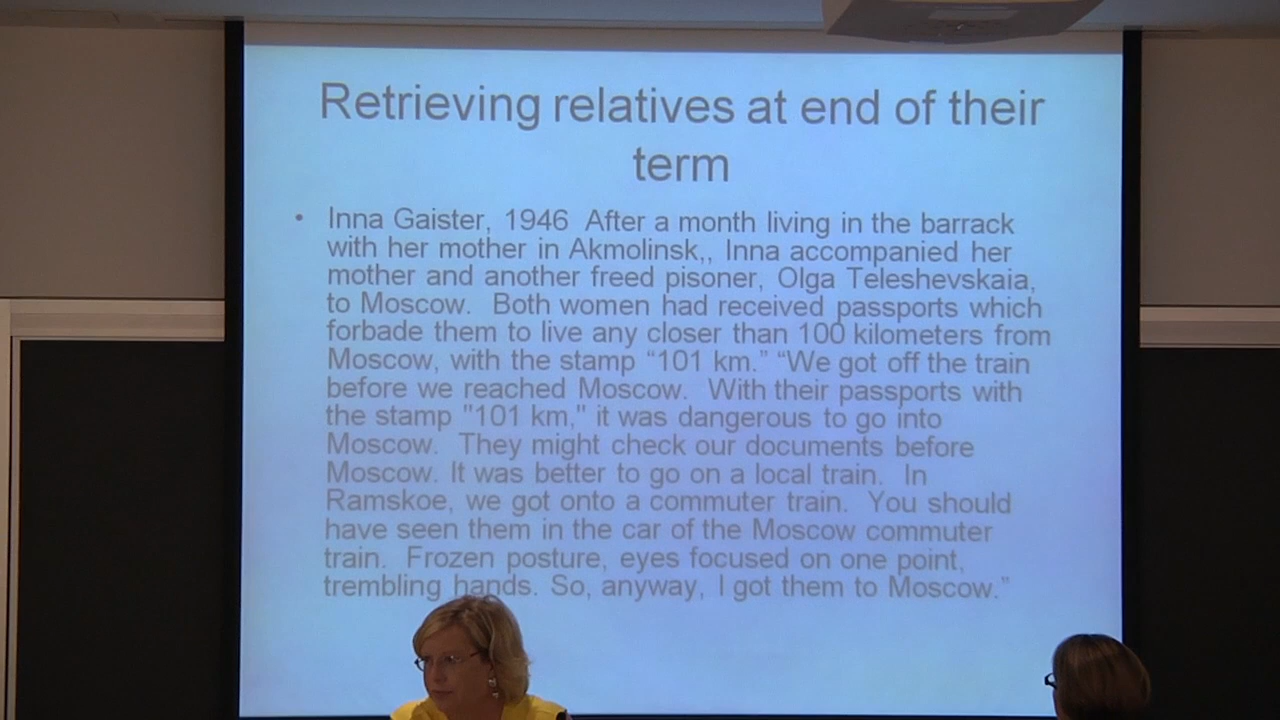 Retrieving relatives at end of their
term
• Inna Gaister, 1946  After a month living in the barrack
with her mother in Akmolinsk,, Inna accompanied her
mother and another freed pisoner, Olga Teleshevskaia,
to Moscow.  Both women had received passports which
forbade them to live any closer than 100 kilometers from
Moscow, with the stamp “101 km.” “We got off the train
before we reached Moscow.  With their passports with
the stamp "101 km," it was dangerous to go into
Moscow.  They might check our documents before
Moscow. It was better to go on a local train.  In
Ramskoe, we got onto a commuter train.  You should
have seen them in the car of the Moscow commuter
train.  Frozen posture, eyes focused on one point,
trembling hands. So, anyway, I got them to Moscow.”